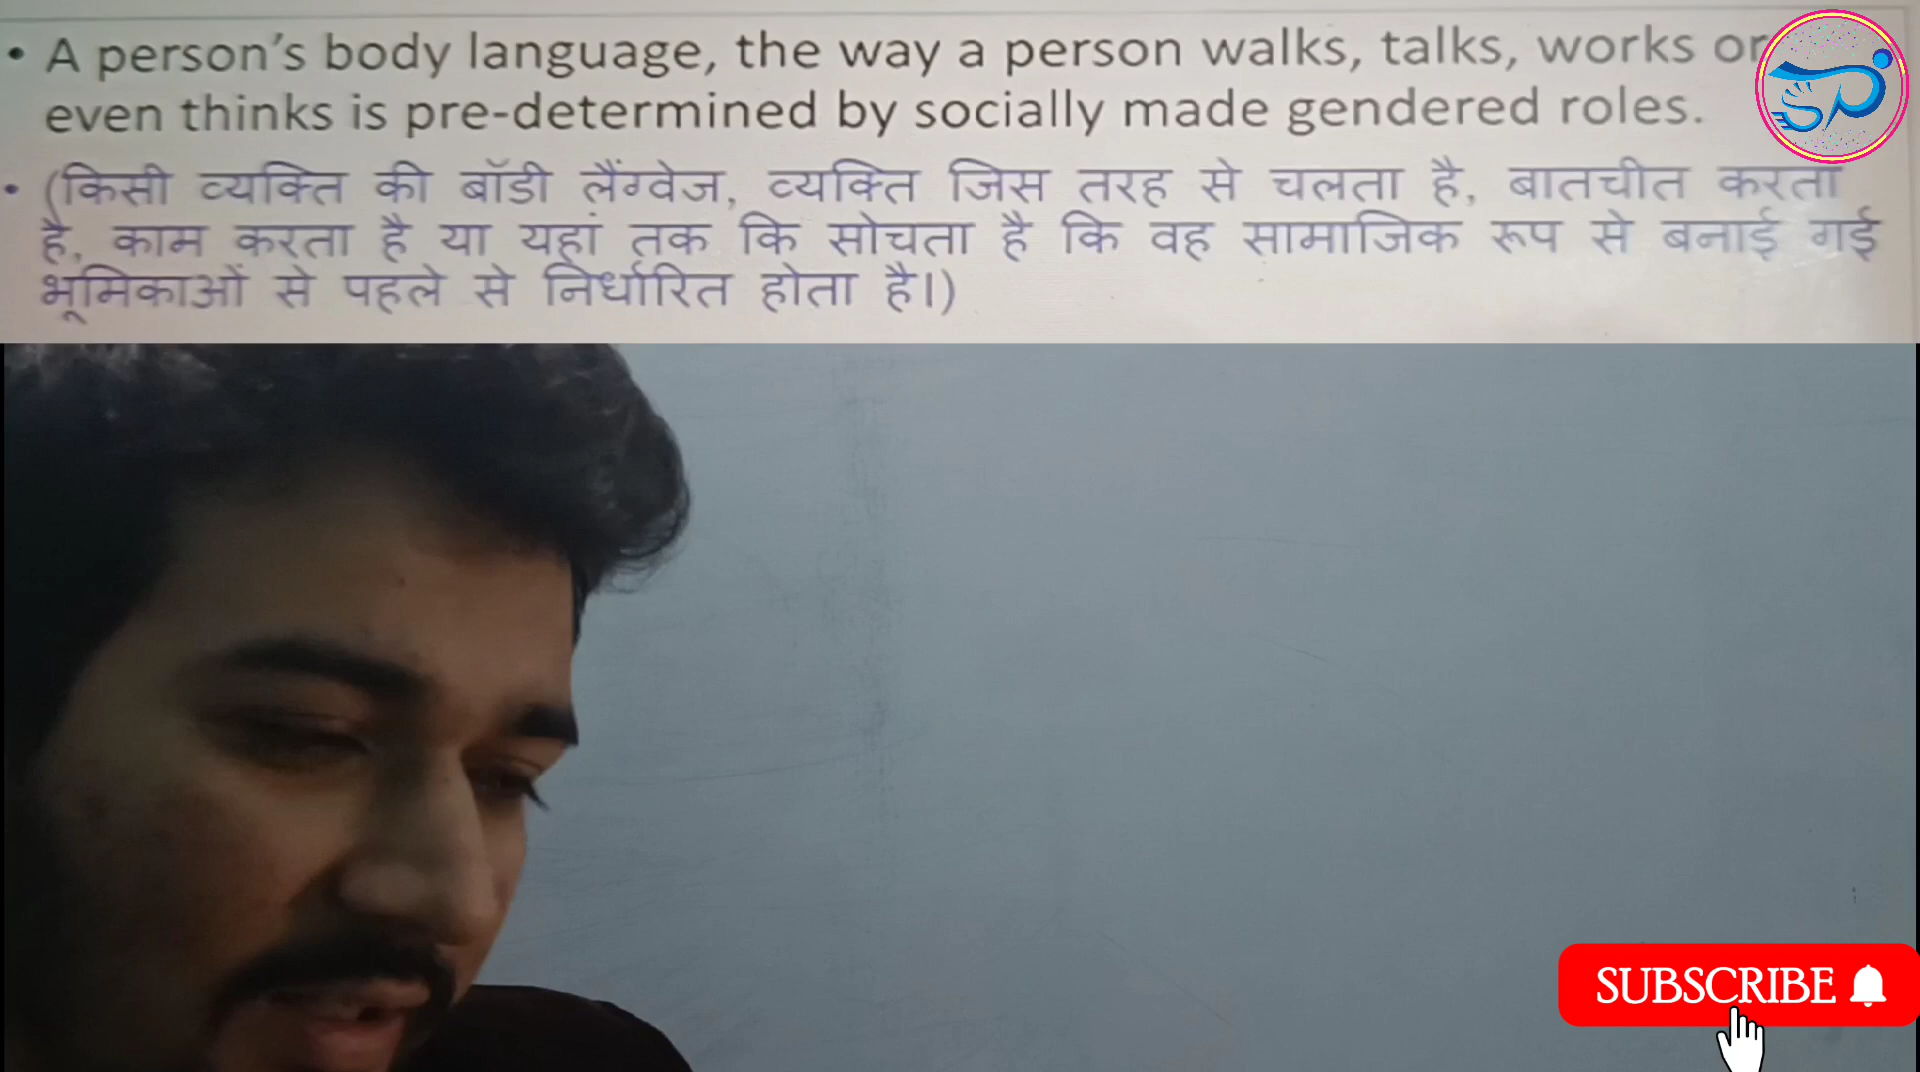 • A person's body language, the way a person walks, talks, works or
even thinks is pre-determined by socially made gendered roles.
• (किसी व्यक्ति की बॉडी लैंग्वेज, व्यक्ति जिस तरह से चलता है, बातचीत करता
है, काम करता है या यहां तक कि सोचता है कि वह सामाजिक रूप से बनाई गई
भूमिकाओं से पहले से निर्धारित होता है।)
SUBSCRIBE